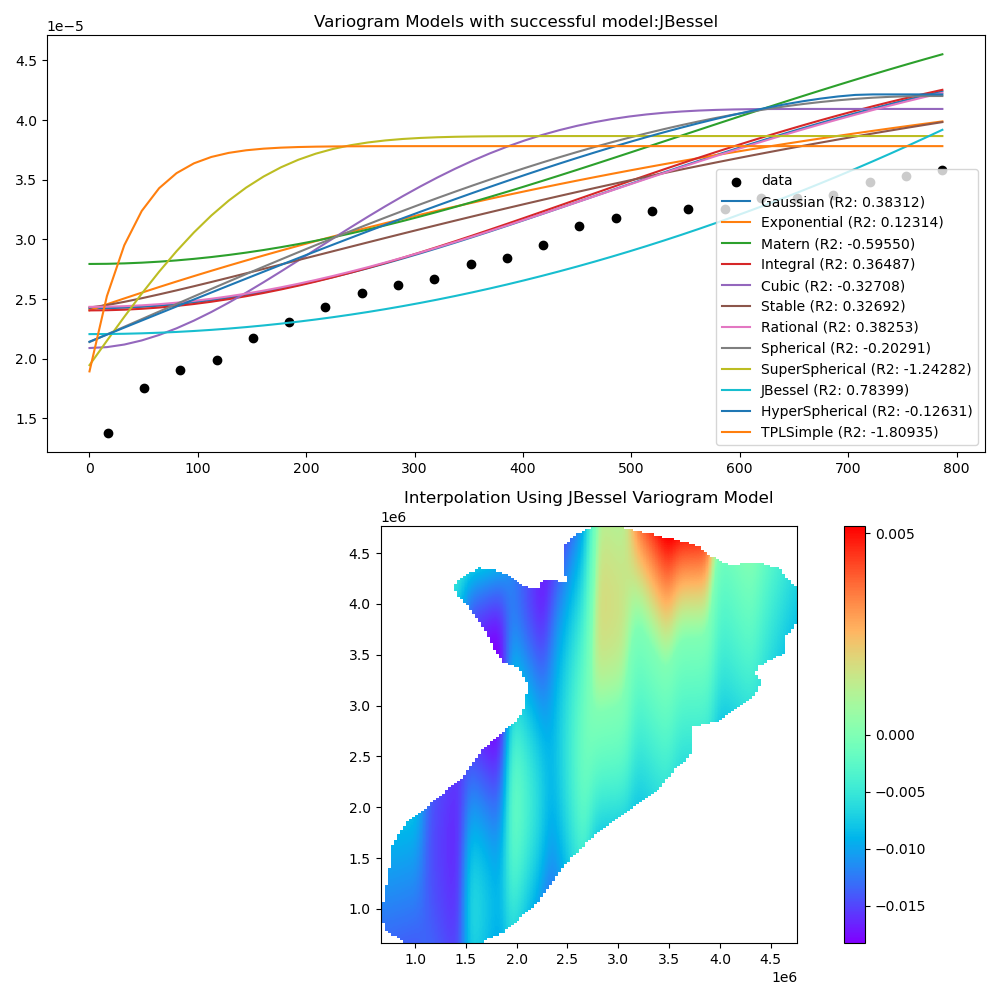 Variogram Models with successful model:JBessel
1e−5
4.5
4.0
3.5
3.0
2.5
2.0
1.5
data
Gaussian (R2: 0.38312)
Exponential (R2: 0.12314)
Matern (R2: -0.59550)
Integral (R2: 0.36487)
Cubic (R2: -0.32708)
Stable (R2: 0.32692)
Rational (R2: 0.38253)
Spherical (R2: -0.20291)
SuperSpherical (R2: -1.24282)
JBessel (R2: 0.78399)
HyperSpherical (R2: -0.12631)
TPLSimple (R2: -1.80935)
0 100 200 300 400 500 600 700 800
Interpolation Using JBessel Variogram Model
1e6
4.5
4.0
3.5
3.0
2.5
2.0
1.5
1.0
1.0 1.5 2.0 2.5 3.0 3.5 4.0 4.5
1e6
0.005
0.000
−0.005
−0.010
−0.015